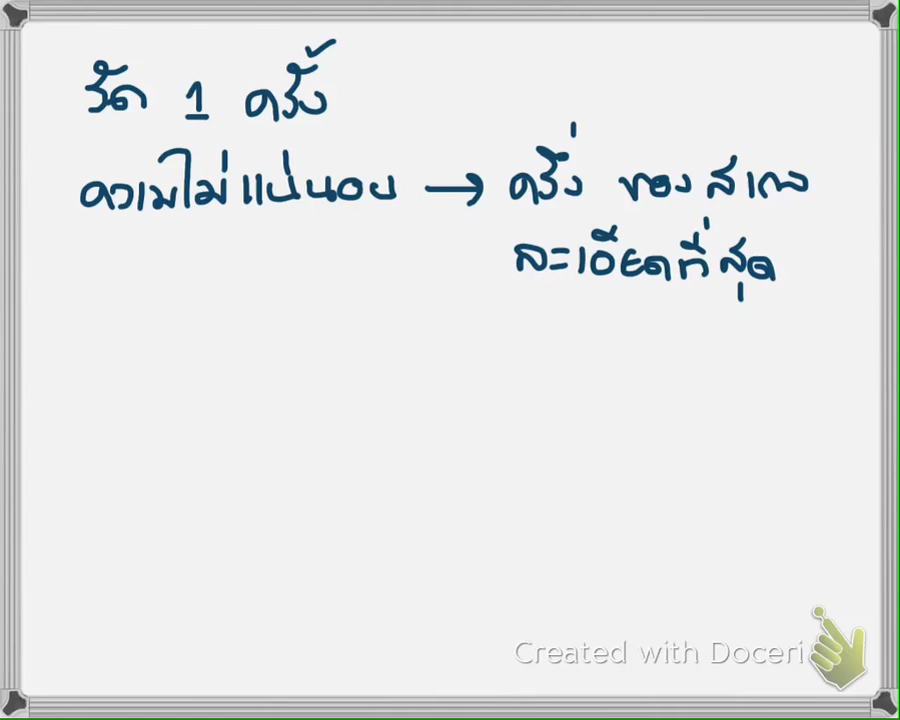 วัด 1 ครั้ง
ความไม่แน่นอน → ครึ่ง ของสเกล
ละเอียดที่สุด
Created with Doceri